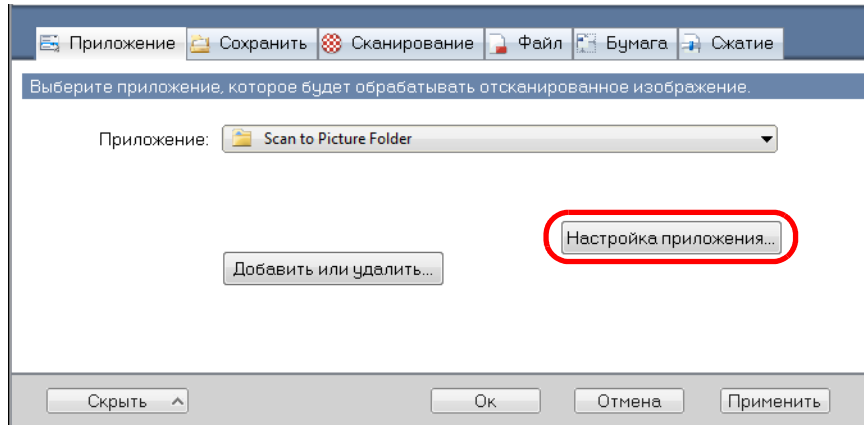 Приложение Сохранить Сканирование Файл Бумага Сжатие
Выберите приложение, которое будет обрабатывать отсканированное изображение.
Приложение: Scan to Picture Folder
Настройка приложения...
Добавить или удалить...
Скрыть Ок Отмена Применить